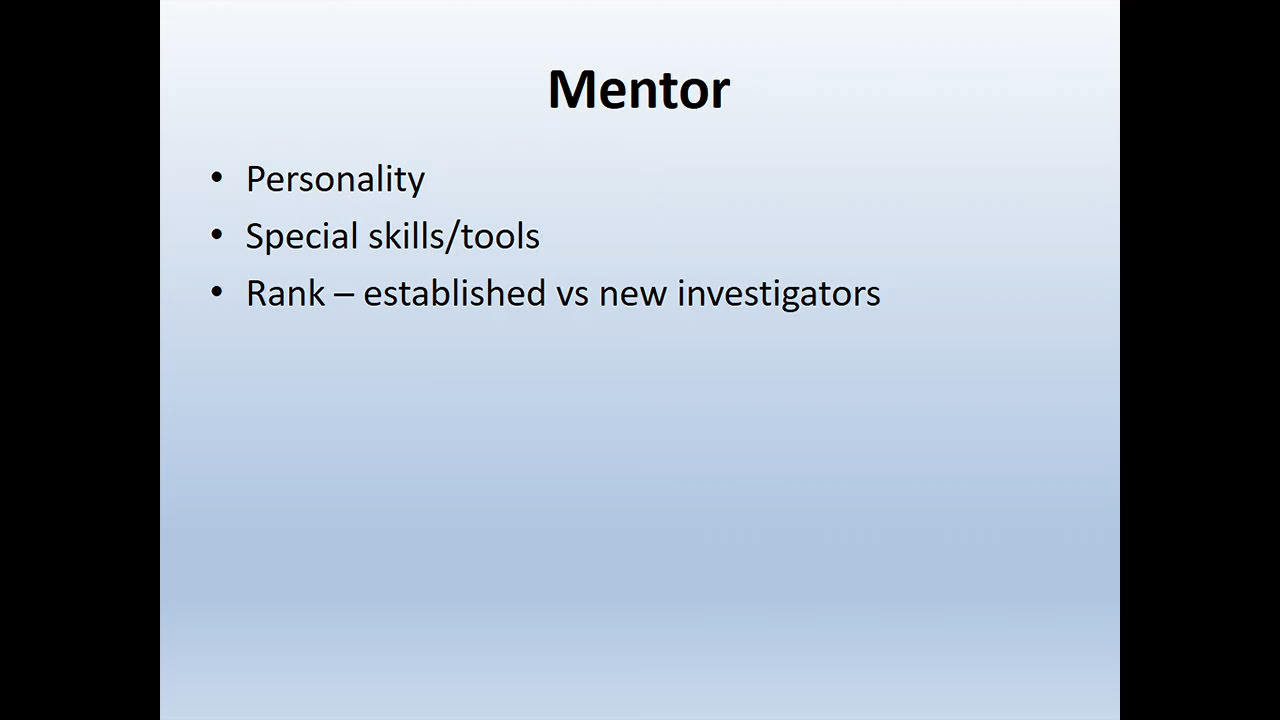 Mentor
• Personality
• Special skills/tools
• Rank – established vs new investigators